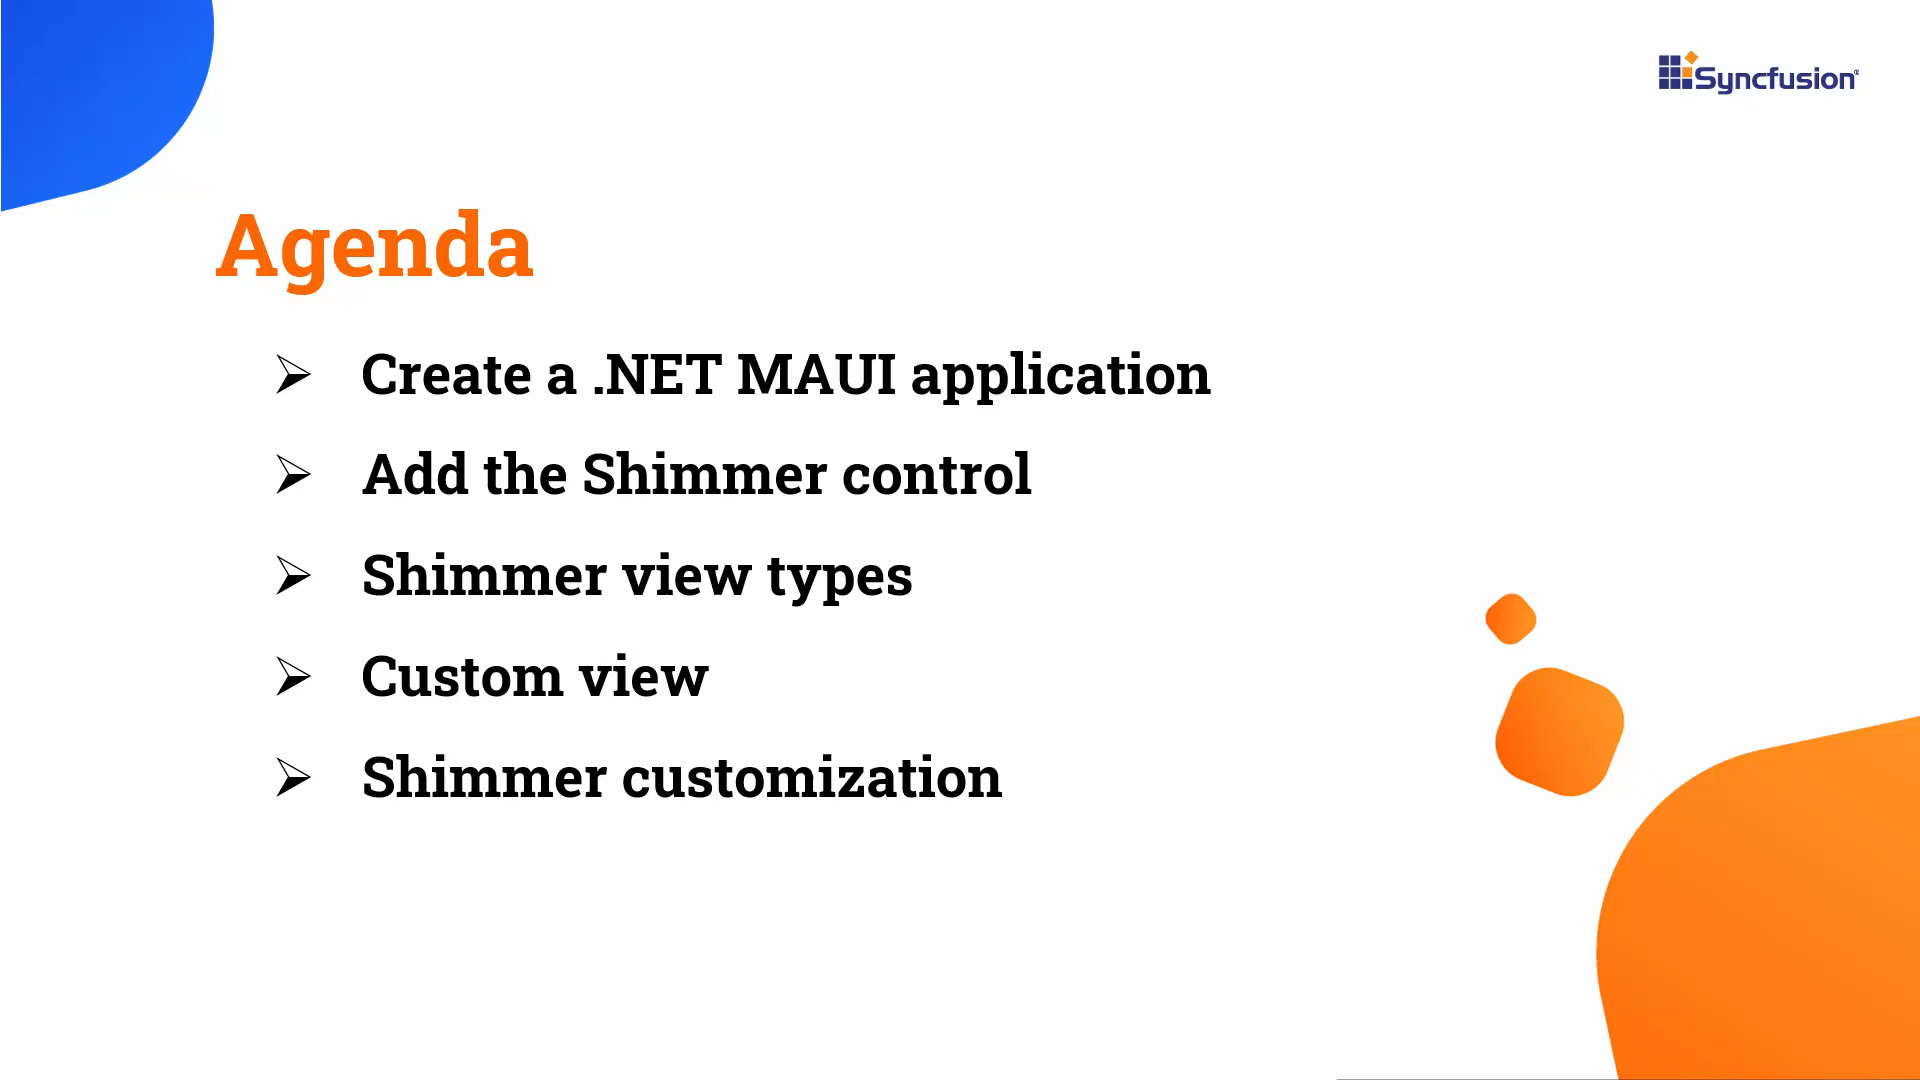 Syncfusion
Agenda
➢ Create a .NET MAUI application
➢ Add the Shimmer control
➢ Shimmer view types
➢ Custom view
➢ Shimmer customization